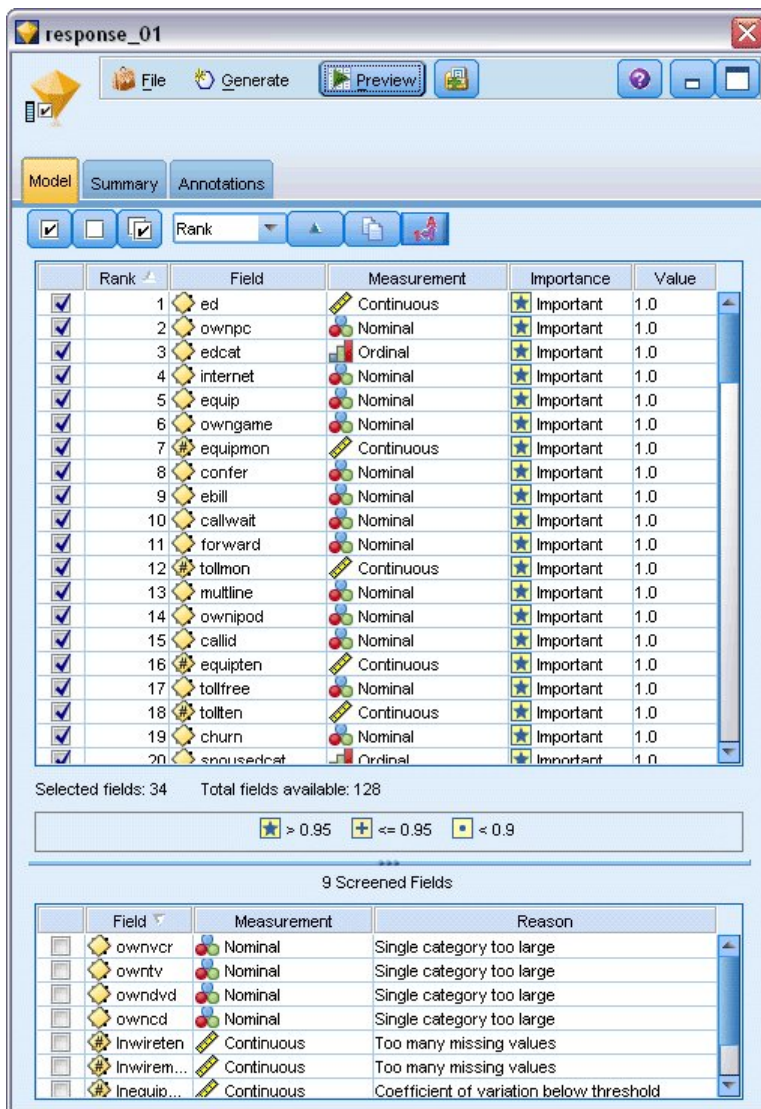 response_01
File Generate Preview
Model Summary Annotations
Rank
Rank Field Measurement Importance Value
1 ed Continuous Important 1.0
2 ownpc Nominal Important 1.0
3 edcat Ordinal Important 1.0
4 internet Nominal Important 1.0
5 equip Nominal Important 1.0
6 owngame Nominal Important 1.0
7 equipmon Continuous Important 1.0
8 confer Nominal Important 1.0
9 ebill Nominal Important 1.0
10 callwait Nominal Important 1.0
11 forward Nominal Important 1.0
12 tollmon Continuous Important 1.0
13 multline Nominal Important 1.0
14 ownipod Nominal Important 1.0
15 callid Nominal Important 1.0
16 equipten Continuous Important 1.0
17 tollfree Nominal Important 1.0
18 tollten Continuous Important 1.0
19 churn Nominal Important 1.0
20 spousedcat Ordinal Important 1.0
Selected fields: 34 Total fields available: 128
> 0.95 <= 0.95 < 0.9
9 Screened Fields
Field Measurement Reason
ownvcr Nominal Single category too large
owntv Nominal Single category too large
owndvd Nominal Single category too large
owncd Nominal Single category too large
lnwireten Continuous Too many missing values
lnwirem... Continuous Too many missing values
lnequip... Continuous Coefficient of variation below threshold